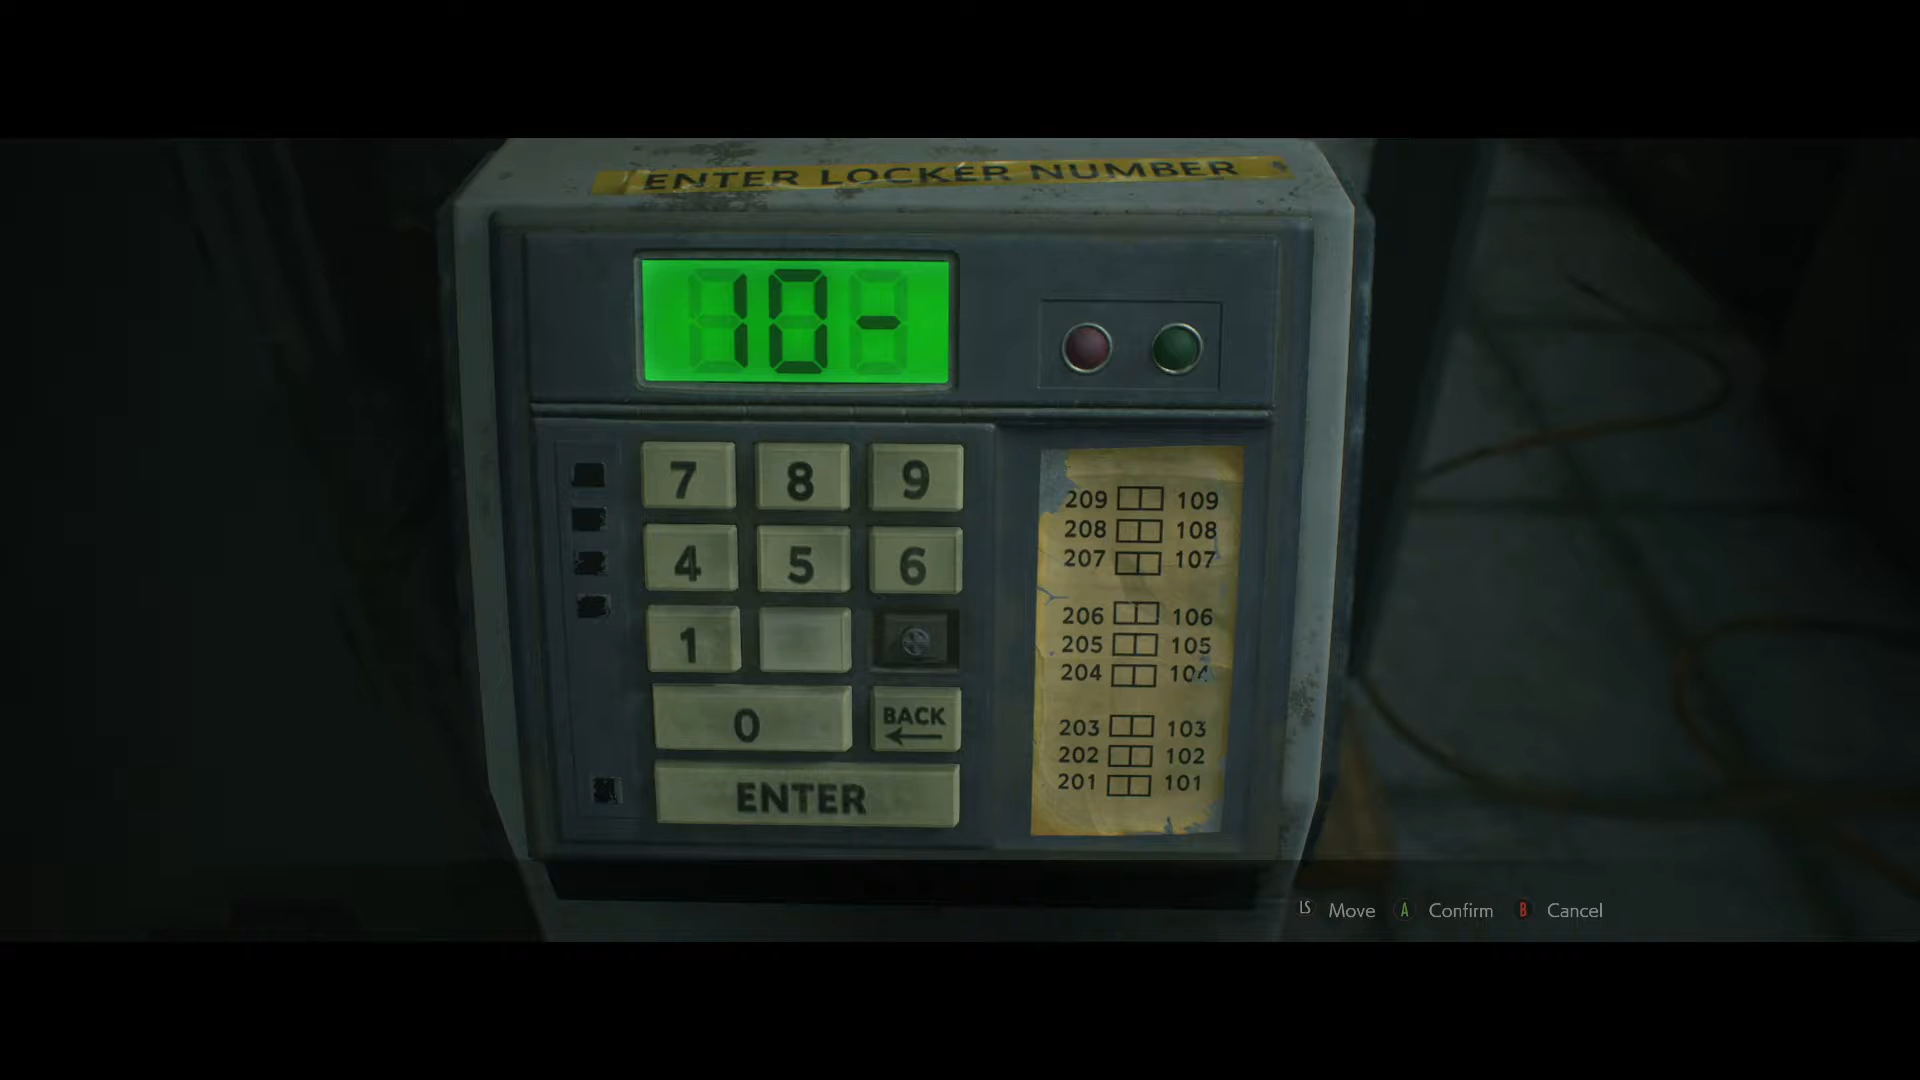 ENTER LOCKER NUMBER
10-
7 8 9
4 5 6
1
0 BACK
ENTER
209 109
208 108
207 107
206 106
205 105
204 104
203 103
202 102
201 101
LS Move A Confirm B Cancel